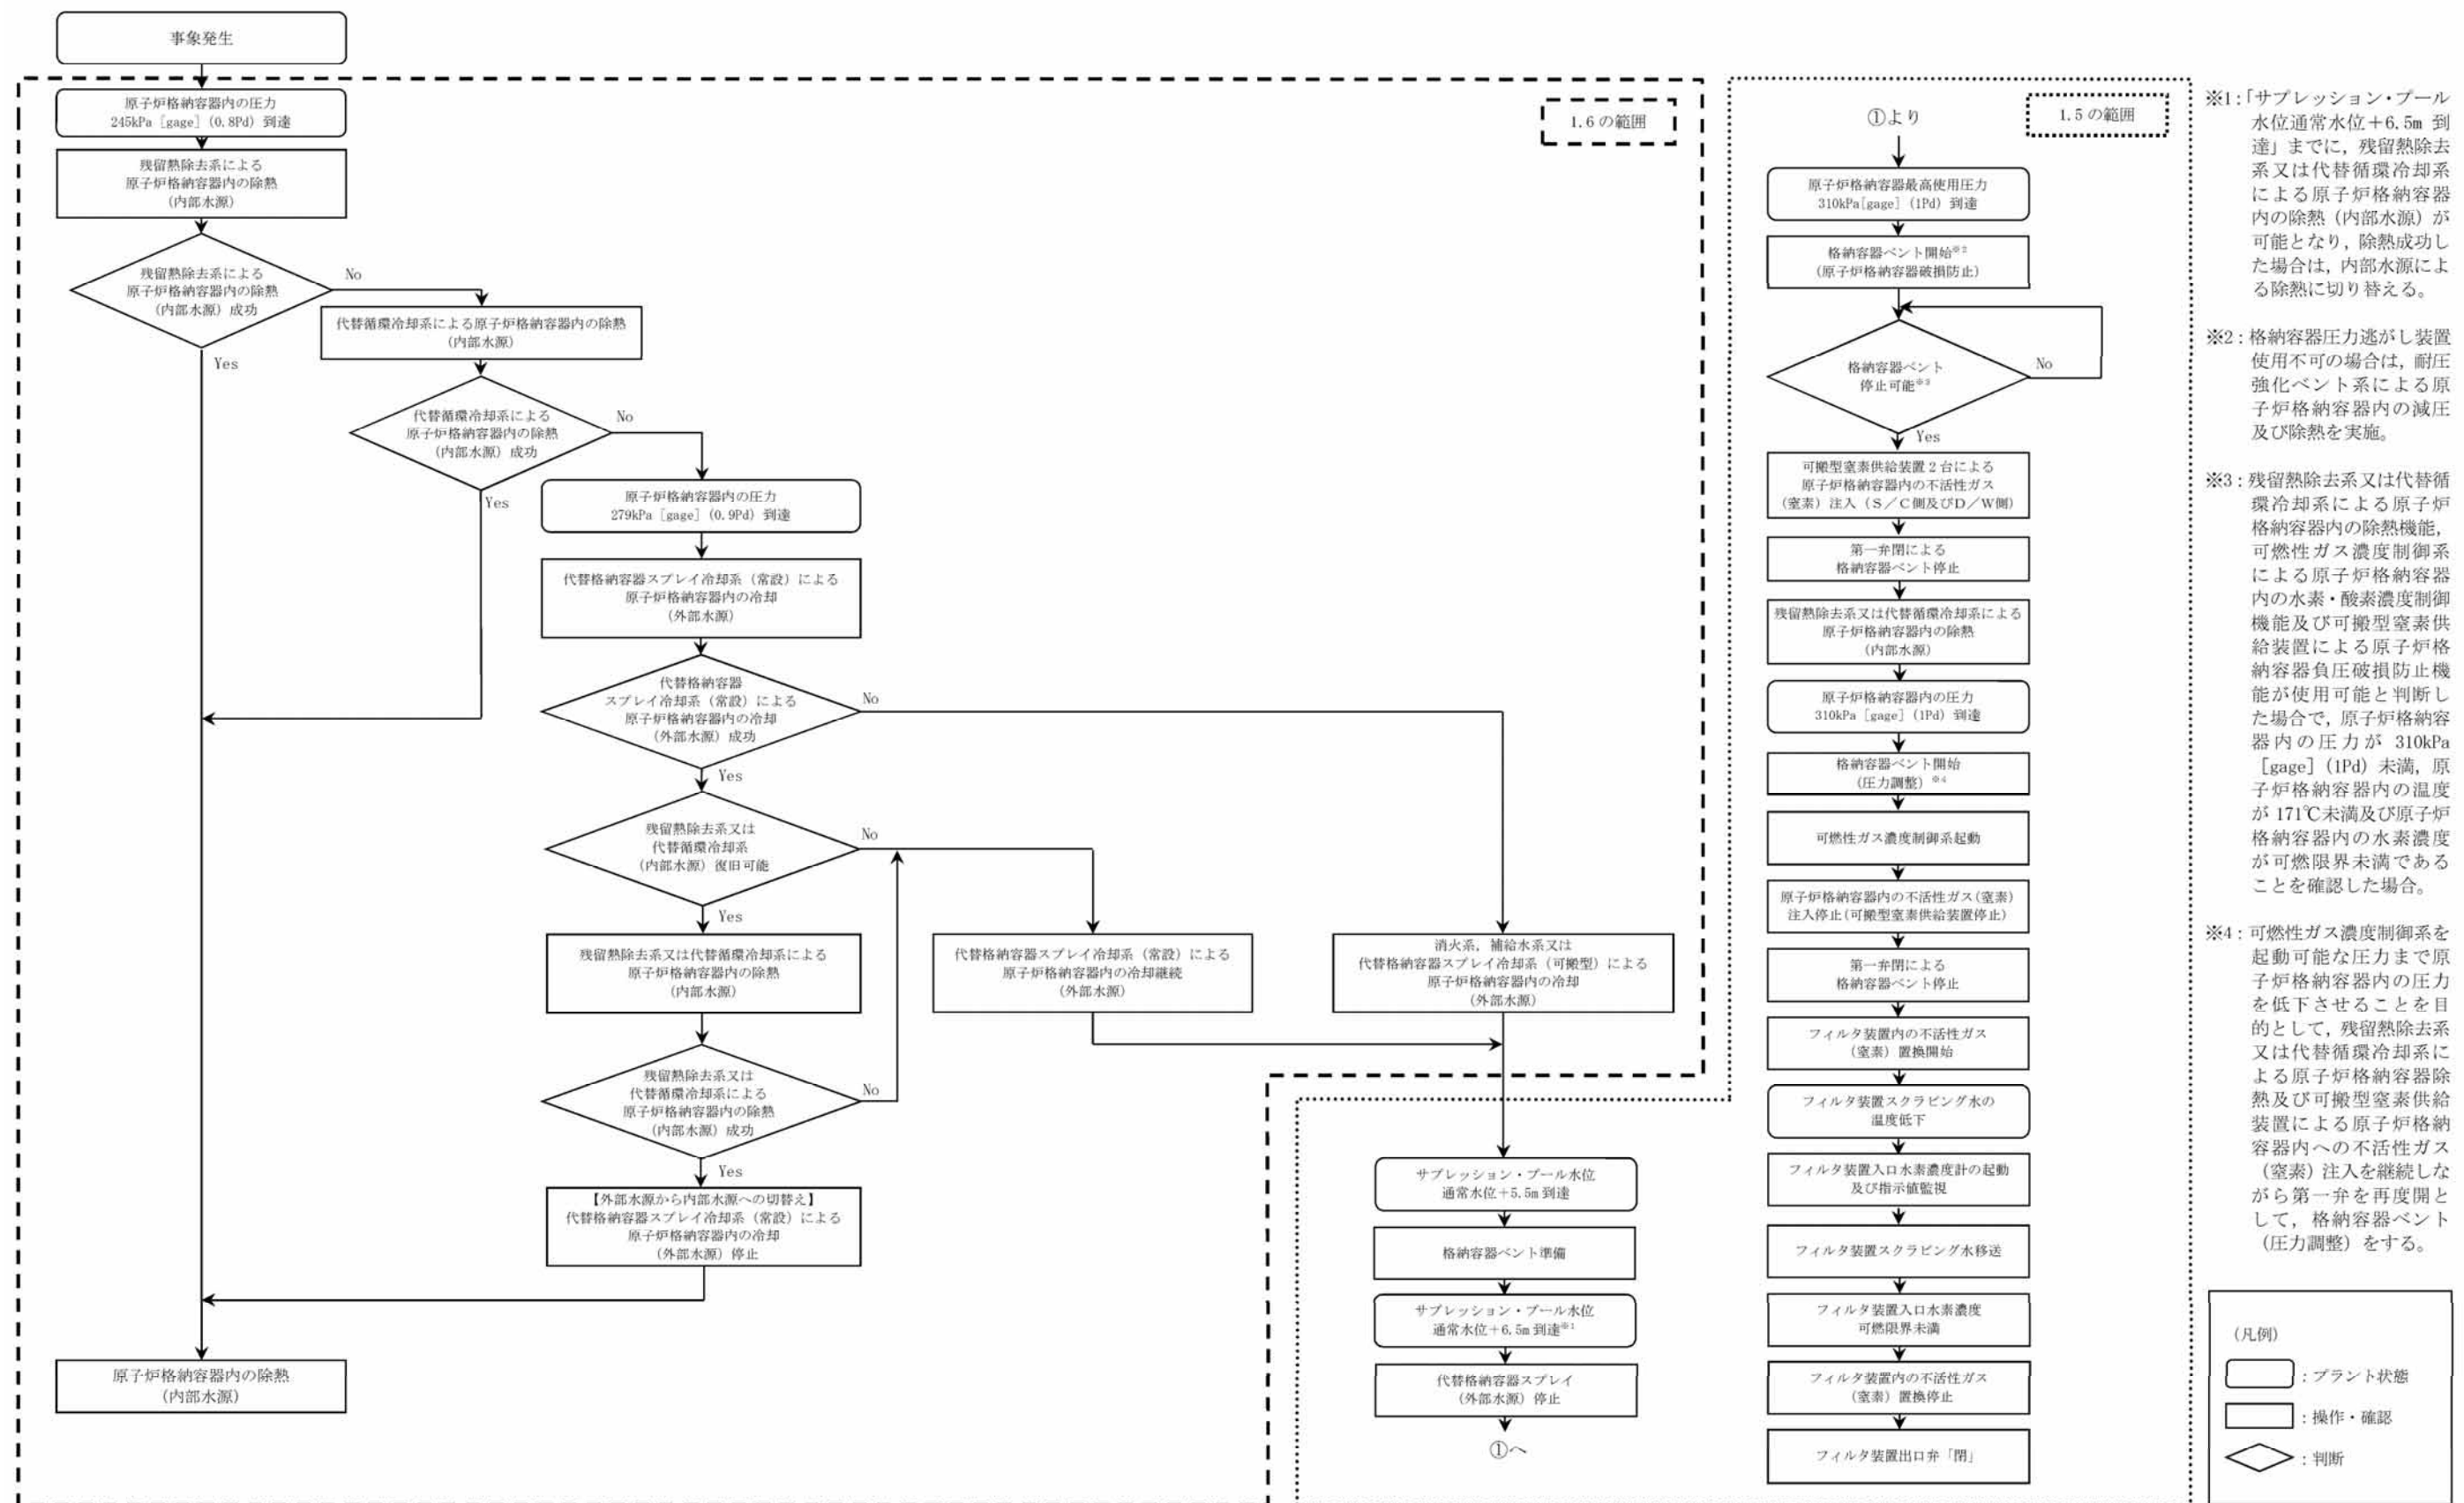 事象発生
原子炉格納容器内の圧力
245kPa [gage] (0.8Pd) 到達
残留熱除去系による
原子炉格納容器内の除熱
(内部水源)
残留熱除去系による
原子炉格納容器内の除熱
(内部水源) 成功
No
Yes
代替循環冷却系による原子炉格納容器内の除熱
(内部水源)
代替循環冷却系による
原子炉格納容器内の除熱
(内部水源) 成功
No
Yes
原子炉格納容器内の圧力
279kPa [gage] (0.9Pd) 到達
代替格納容器スプレイ冷却系（常設）による
原子炉格納容器内の冷却
(外部水源)
代替格納容器
スプレイ冷却系（常設）による
原子炉格納容器内の冷却
(外部水源) 成功
No
Yes
残留熱除去系又は
代替循環冷却系
(内部水源) 復旧可能
No
Yes
残留熱除去系又は代替循環冷却系による
原子炉格納容器内の除熱
(内部水源)
残留熱除去系又は
代替循環冷却系による
原子炉格納容器内の除熱
(内部水源) 成功
No
Yes
【外部水源から内部水源への切替え】
代替格納容器スプレイ冷却系（常設）による
原子炉格納容器内の冷却
(外部水源) 停止
原子炉格納容器内の除熱
(内部水源)
代替格納容器スプレイ冷却系（常設）による
原子炉格納容器内の冷却継続
(外部水源)
消火系，補給水系又は
代替格納容器スプレイ冷却系（可搬型）による
原子炉格納容器内の冷却
(外部水源)
1.6 の範囲
サプレッション・プール水位
通常水位＋5.5m 到達
格納容器ベント準備
サプレッション・プール水位
通常水位＋6.5m 到達※1
代替格納容器スプレイ
(外部水源) 停止
①へ
①より
1.5 の範囲
原子炉格納容器最高使用圧力
310kPa[gage] (1Pd) 到達
格納容器ベント開始※2
(原子炉格納容器破損防止)
格納容器ベント
停止可能※3
No
Yes
可搬型窒素供給装置２台による
原子炉格納容器内の不活性ガス
(窒素) 注入（Ｓ／Ｃ側及びＤ／Ｗ側）
第一弁閉による
格納容器ベント停止
残留熱除去系又は代替循環冷却系による
原子炉格納容器内の除熱
(内部水源)
原子炉格納容器内の圧力
310kPa [gage] (1Pd) 到達
格納容器ベント開始
(圧力調整) ※4
可燃性ガス濃度制御系起動
原子炉格納容器内の不活性ガス(窒素)
注入停止(可搬型窒素供給装置停止)
第一弁閉による
格納容器ベント停止
フィルタ装置内の不活性ガス
(窒素) 置換開始
フィルタ装置スクラビング水の
温度低下
フィルタ装置入口水素濃度計の起動
及び指示値監視
フィルタ装置スクラビング水移送
フィルタ装置入口水素濃度
可燃限界未満
フィルタ装置内の不活性ガス
(窒素) 置換停止
フィルタ装置出口弁「閉」
※1：「サプレッション・プール
水位通常水位＋6.5m 到
達」までに，残留熱除去
系又は代替循環冷却系
による原子炉格納容器
内の除熱（内部水源）が
可能となり，除熱成功し
た場合は，内部水源によ
る除熱に切り替える。
※2：格納容器圧力逃がし装置
使用不可の場合は，耐圧
強化ベント系による原
子炉格納容器内の減圧
及び除熱を実施。
※3：残留熱除去系又は代替循
環冷却系による原子炉
格納容器内の除熱機能，
可燃性ガス濃度制御系
による原子炉格納容器
内の水素・酸素濃度制御
機能及び可搬型窒素供
給装置による原子炉格
納容器負圧破損防止機
能が使用可能と判断し
た場合で，原子炉格納容
器内の圧力が 310kPa
[gage] (1Pd) 未満，原
子炉格納容器内の温度
が 171℃未満及び原子炉
格納容器内の水素濃度
が可燃限界未満である
ことを確認した場合。
※4：可燃性ガス濃度制御系を
起動可能な圧力まで原
子炉格納容器内の圧力
を低下させることを目
的として，残留熱除去系
又は代替循環冷却系に
よる原子炉格納容器除
熱及び可搬型窒素供給
装置による原子炉格納
容器内への不活性ガス
（窒素）注入を継続しな
がら第一弁を再度開と
して，格納容器ベント
（圧力調整）をする。
(凡例)
：プラント状態
：操作・確認
：判断